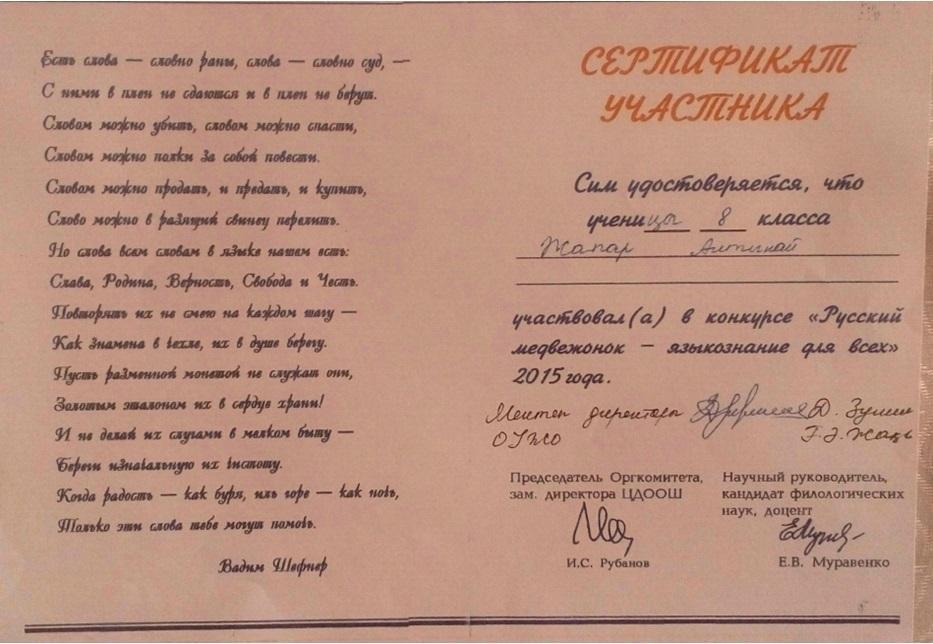 Есть слова — словно раны, слова — словно суд, —
С ними в плен не сдаются и в плен не берут.
Словом можно убить, словом можно спасти,
Словом можно полки за собой повести.
Словом можно продать, и предать, и купить,
Слово можно в разящий свинец перелить.
Но слова всем словам в языке нашем есть:
Слава, Родина, Верность, Свобода и Честь.
Повторять их не смею на каждом шагу —
Как знамена в чехле, их в душе берегу.
Пусть разменной монетой не служат они,
Золотым эталоном их в сердце храни!
И не делай их слугами в мелком быту —
Береги изначальную их чистоту.
Когда радость — как буря, иль горе — как ночь,
Только эти слова тебе могут помочь.
Вадим Шефнер
СЕРТИФИКАТ
УЧАСТНИКА
Сим удостоверяется, что
ученицы 8 класса
Жапар Алтынай
участвовал(а) в конкурсе «Русский
медвежонок – языкознание для всех»
2015 года.
Мектеп директоры
Председатель Оргкомитета,
зам. директора ЦДООШ
И.С. Рубанов
Научный руководитель,
кандидат филологических
наук, доцент
Е.В. Муравенко